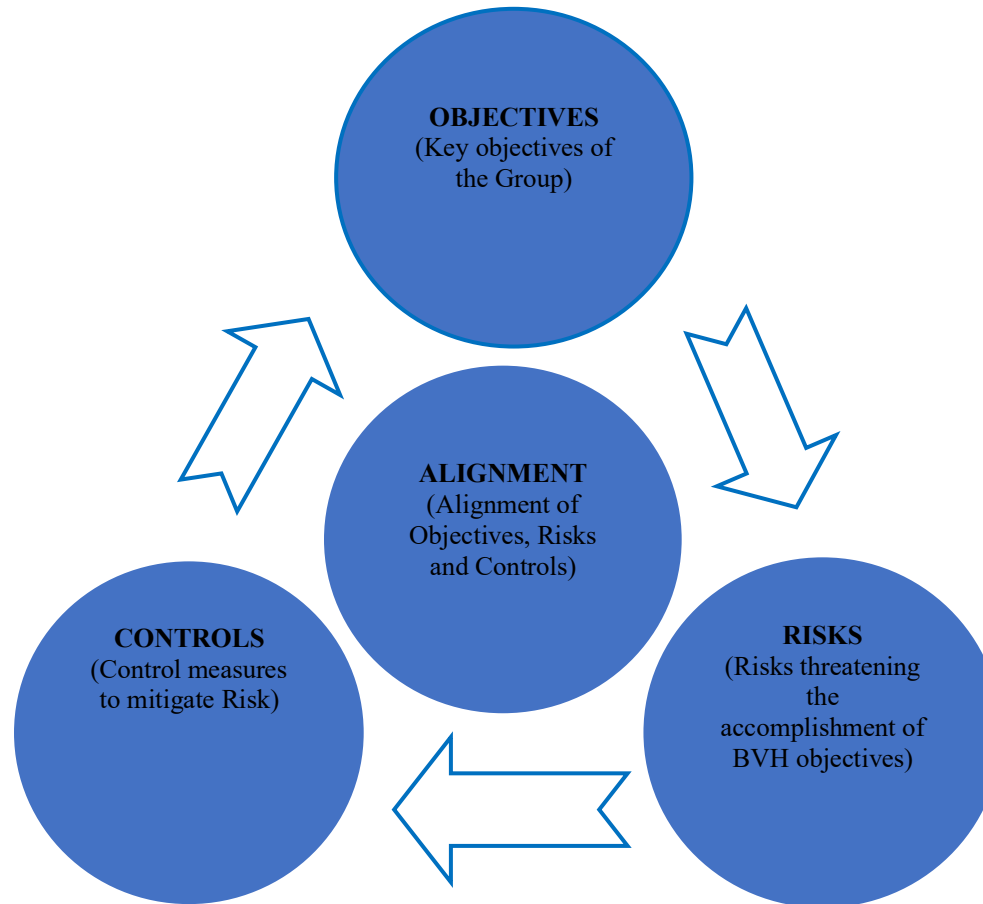 OBJECTIVES
(Key objectives of
the Group)
ALIGNMENT
(Alignment of
Objectives, Risks
and Controls)
CONTROLS
(Control measures
to mitigate Risk)
RISKS
(Risks threatening
the
accomplishment of
BVH objectives)